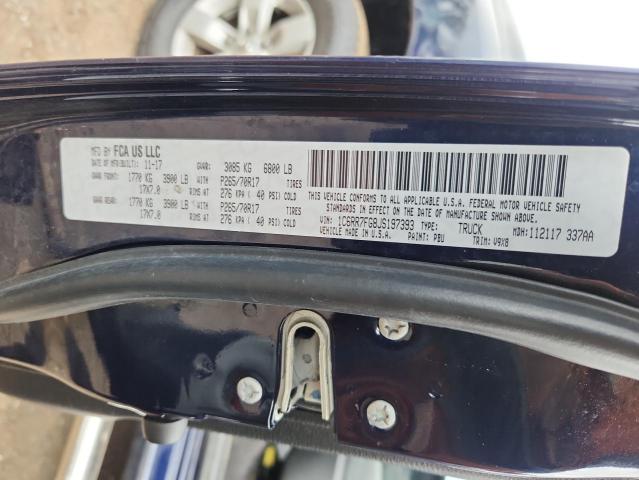 MFD BY FCA US LLC
DATE OF MFR(BUILT): 11-17 GVWR: 3085 KG 6800 LB
GAWR FRONT: 1770 KG 3900 LB WITH P265/70R17 TIRES
17X7.0 RIMS AT 276 KPA ( 40 PSI) COLD
GAWR REAR: 1770 KG 3900 LB WITH P265/70R17 TIRES
17X7.0 RIMS AT 276 KPA ( 40 PSI) COLD
THIS VEHICLE CONFORMS TO ALL APPLICABLE U.S.A. FEDERAL MOTOR VEHICLE SAFETY
STANDARDS IN EFFECT ON THE DATE OF MANUFACTURE SHOWN ABOVE.
VIN: 1C6RR7FG8JS197393 TYPE: TRUCK MDH: 112117 337AA
VEHICLE MADE IN U.S.A. PAINT: PBU TRIM: V9X8